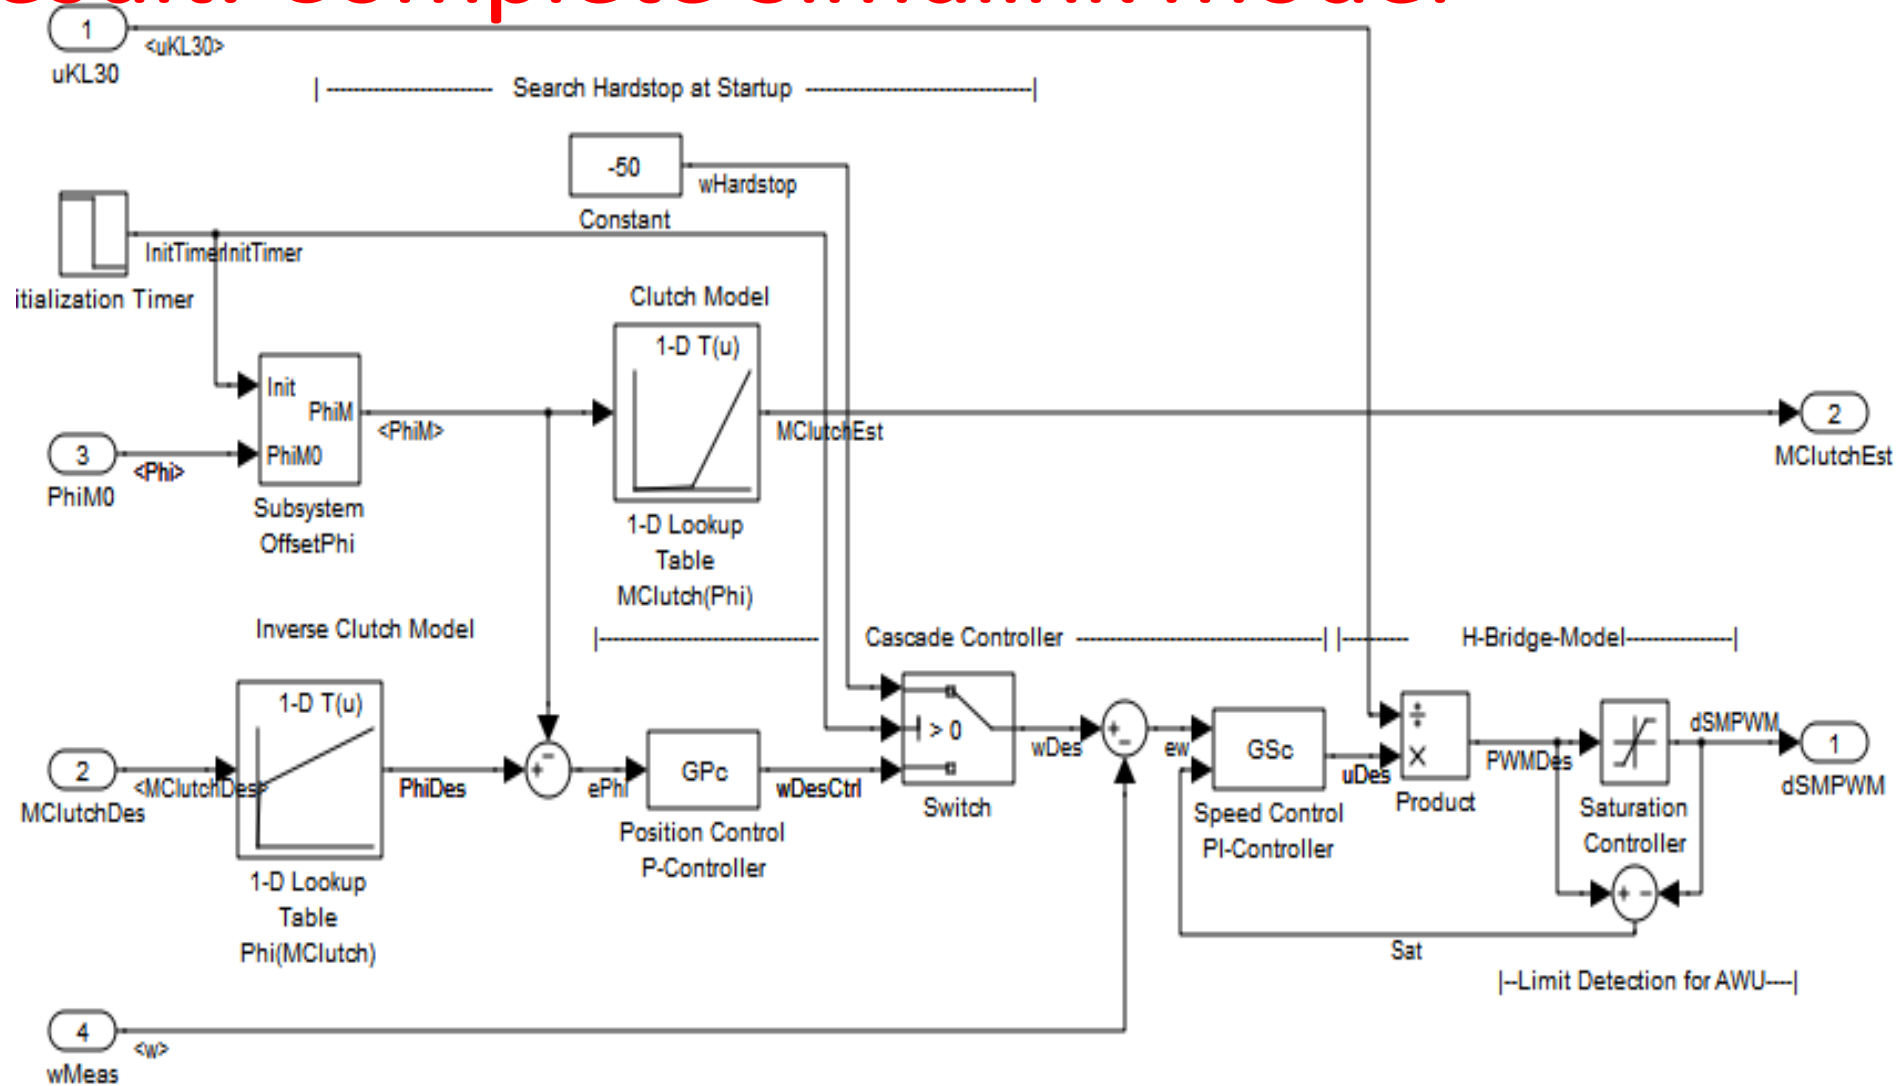 1
<uKL30>
uKL30
|---------- Search Hardstop at Startup ----------|
-50
wHardstop
Constant
InitTimerInitTimer
itialization Timer
Clutch Model
1-D T(u)
Init
PhiM
<PhiM>
MClutchEst
2
MClutchEst
3
<Phi>
PhiM0
PhiM0
Subsystem
OffsetPhi
1-D Lookup
Table
MClutch(Phi)
Inverse Clutch Model
|---------- Cascade Controller ----------|
|---------- H-Bridge-Model----------|
1-D T(u)
2
<MClutchDes>
MClutchDes
PhiDes
+
-
ePhi
GPc
wDesCtrl
Position Control
P-Controller
> 0
Switch
wDes
+
-
ew
GSc
uDes
Speed Control
PI-Controller
÷
×
Product
PWMDes
dSMPWM
Saturation
Controller
1
dSMPWM
1-D Lookup
Table
Phi(MClutch)
+ -
Sat
|--Limit Detection for AWU----|
4
<w>
wMeas